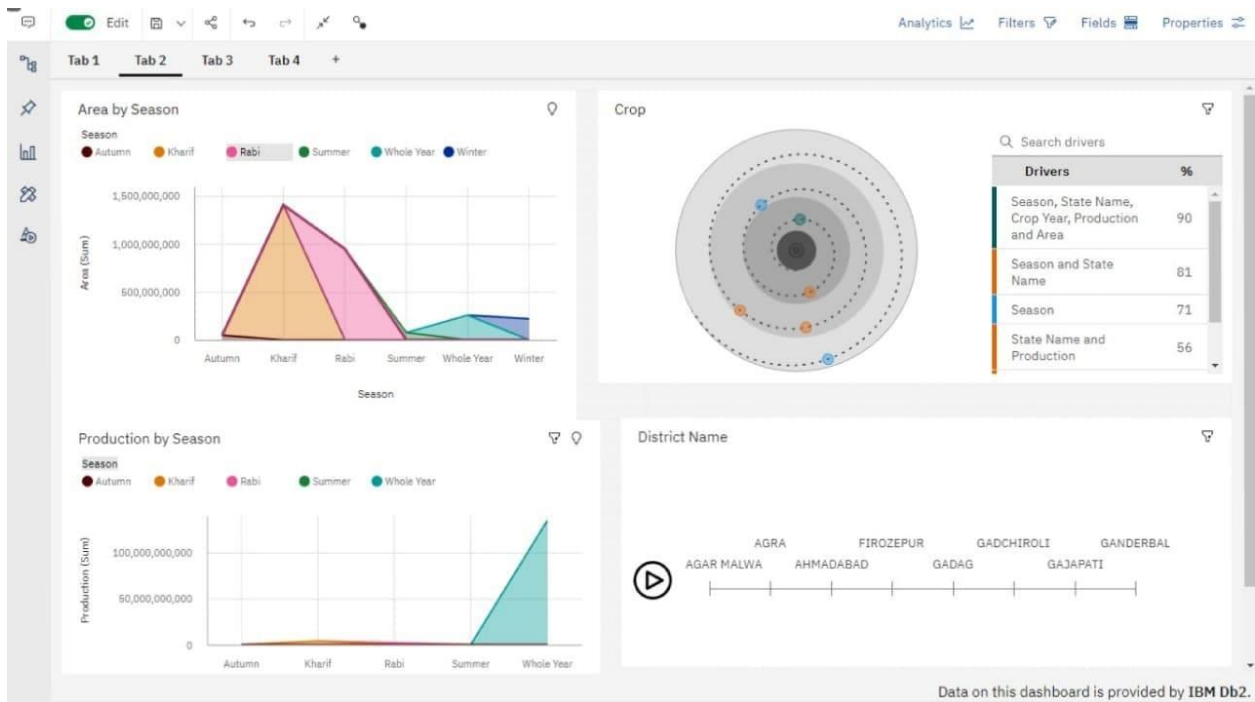 Edit
Analytics
Filters
Fields
Properties
Tab 1
Tab 2
Tab 3
Tab 4
+
Area by Season
Season
Autumn
Kharif
Rabi
Summer
Whole Year
Winter
Area (Sum)
1,500,000,000
1,000,000,000
500,000,000
0
Autumn
Kharif
Rabi
Summer
Whole Year
Winter
Season
Crop
Search drivers
Drivers %
Season, State Name,
Crop Year, Production
and Area
90
Season and State
Name
81
Season 71
State Name and
Production
56
Production by Season
Season
Autumn
Kharif
Rabi
Summer
Whole Year
Production (Sum)
100,000,000,000
50,000,000,000
0
Autumn
Kharif
Rabi
Summer
Whole Year
District Name
AGRA
FIROZEPUR
GADCHIROLI
GANDERBAL
AGAR MALWA
AHMADABAD
GADAG
GAJAPATI
Data on this dashboard is provided by IBM Db2.